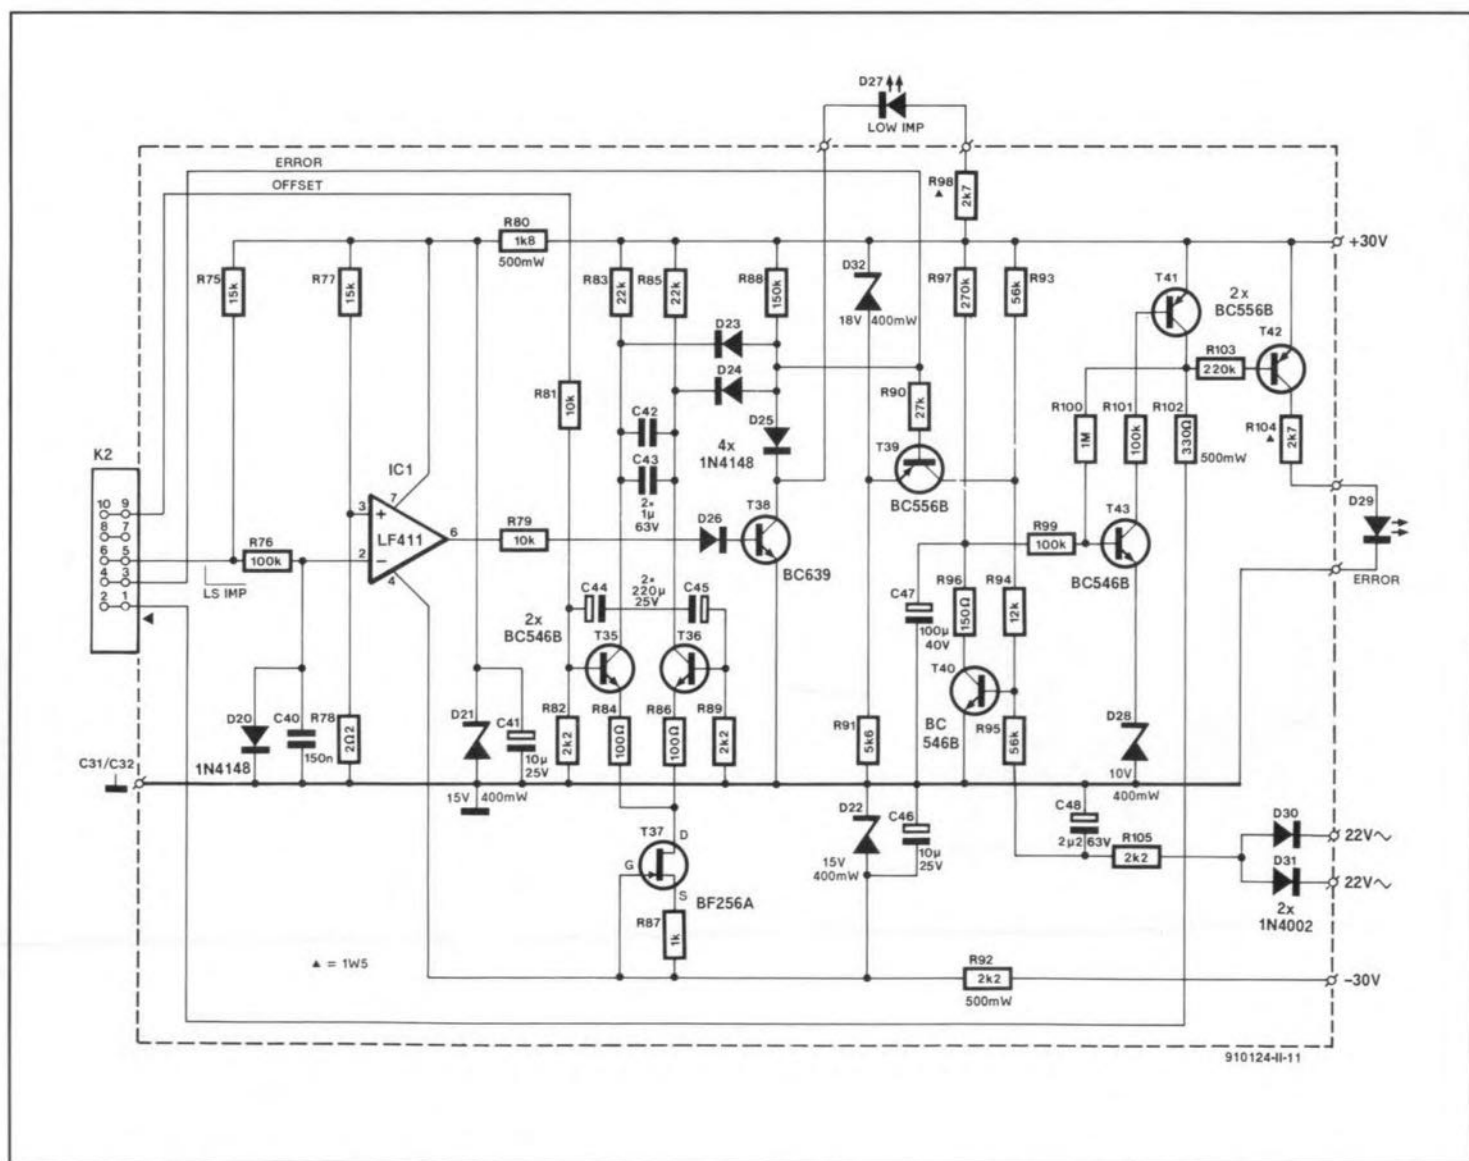 D27
LOW IMP
ERROR
OFFSET
R98
▲
2k7
R80
1k8
500mW
+30V
R75
15k
R77
15k
R83
22k
R85
22k
R88
150k
D32
18V 400mW
R97
270k
R93
56k
T41
2x
BC556B
T42
D23
D24
R81
10k
R90
27k
R103
220k
C42
C43
2x
1µ
63V
4x
1N4148
D25
R100
1M
R101
100k
R102
330Ω
500mW
R104
▲
2k7
K2
10 9
8 7
6 5
4 3
2 1
IC1
3
+
7
LF411
2
−
4
6
R76
100k
LS IMP
R79
10k
D26
T38
BC639
T39
BC556B
R99
100k
T43
BC546B
D29
ERROR
C44
2x
220µ
25V
C45
2x
BC546B
T35
T36
C47
100µ
40V
R96
150Ω
R94
12k
T40
BC
546B
D20
1N4148
C40
150n
R78
2Ω2
D21
15V 400mW
C41
10µ
25V
R82
2k2
R84
100Ω
R86
100Ω
R89
2k2
R91
5k6
R95
56k
D28
10V
400mW
C31/C32
T37
D
G
S
BF256A
R87
1k
D22
15V
400mW
C46
10µ
25V
C48
2µ2 63V
R105
2k2
D30
22V~
D31
22V~
2x
1N4002
▲ = 1W5
R92
2k2
500mW
−30V
910124-II-11